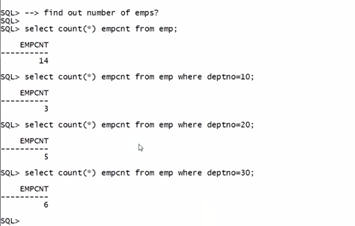 SQL> --> find out number of emps?
SQL>
SQL> select count(*) empcnt from emp;
EMPCNT
----------
14
SQL> select count(*) empcnt from emp where deptno=10;
EMPCNT
----------
3
SQL> select count(*) empcnt from emp where deptno=20;
EMPCNT
----------
5
SQL> select count(*) empcnt from emp where deptno=30;
EMPCNT
----------
6
SQL>